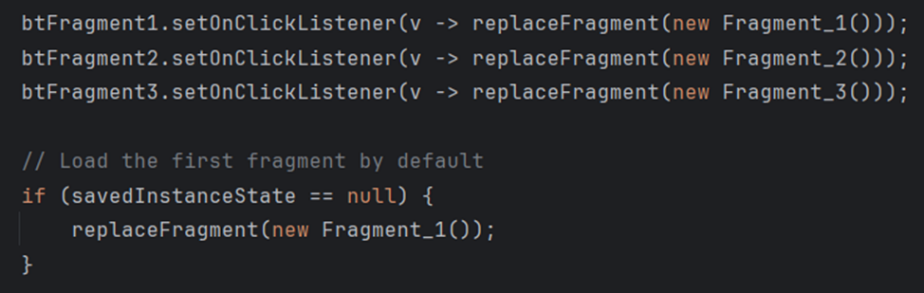 btFragment1.setOnClickListener(v -> replaceFragment(new Fragment_1()));
btFragment2.setOnClickListener(v -> replaceFragment(new Fragment_2()));
btFragment3.setOnClickListener(v -> replaceFragment(new Fragment_3()));

// Load the first fragment by default
if (savedInstanceState == null) {
    replaceFragment(new Fragment_1());
}